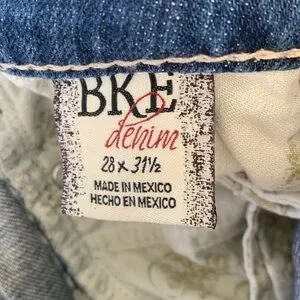 BKE
denim
28 x 31½
MADE IN MEXICO
HECHO EN MEXICO